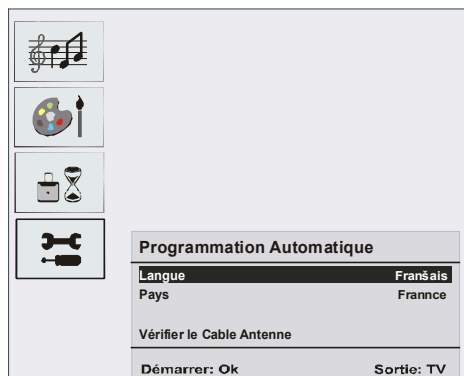 Programmation Automatique
Langue Franšais
Pays Frannce
Vérifier le Cable Antenne
Démarrer: Ok Sortie: TV